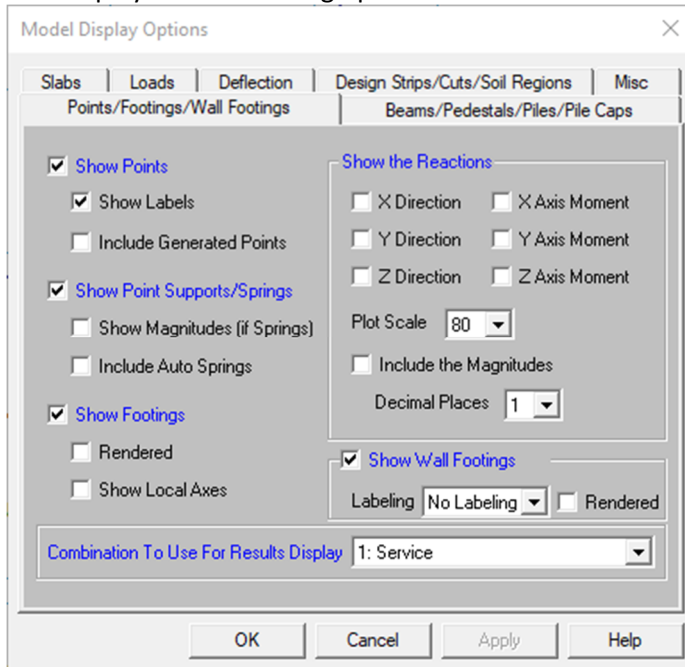 Model Display Options
Slabs Loads Deflection Design Strips/Cuts/Soil Regions Misc
Points/Footings/Wall Footings Beams/Pedestals/Piles/Pile Caps
Show Points
Show Labels
Include Generated Points
Show Point Supports/Springs
Show Magnitudes (if Springs)
Include Auto Springs
Show Footings
Rendered
Show Local Axes
Show the Reactions
X Direction X Axis Moment
Y Direction Y Axis Moment
Z Direction Z Axis Moment
Plot Scale 80
Include the Magnitudes
Decimal Places 1
Show Wall Footings
Labeling No Labeling Rendered
Combination To Use For Results Display 1: Service
OK Cancel Apply Help